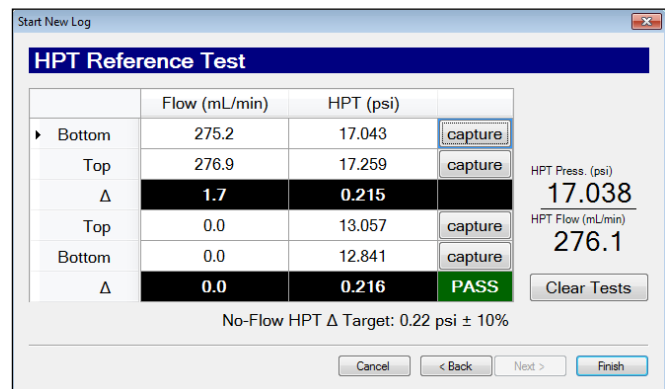 Start New Log
HPT Reference Test
Flow (mL/min) HPT (psi)
Bottom 275.2 17.043 capture
Top 276.9 17.259 capture
Δ 1.7 0.215
Top 0.0 13.057 capture
Bottom 0.0 12.841 capture
Δ 0.0 0.216 PASS
HPT Press. (psi)
17.038
HPT Flow (mL/min)
276.1
Clear Tests
No-Flow HPT Δ Target: 0.22 psi ± 10%
Cancel < Back Next > Finish